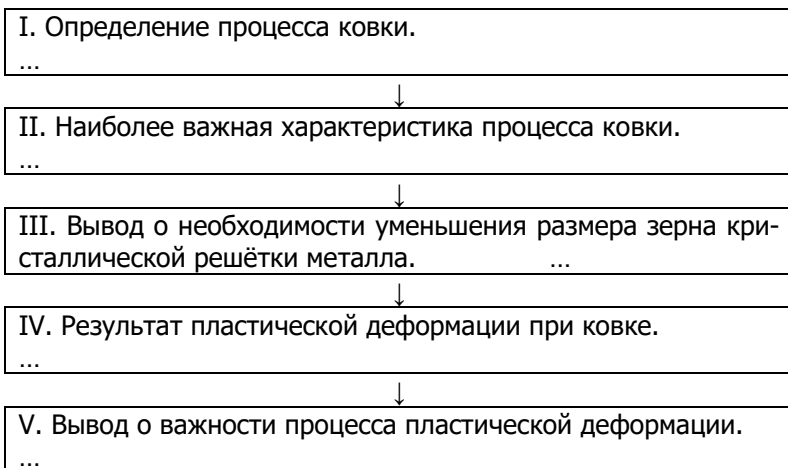 I. Определение процесса ковки.
…
↓
II. Наиболее важная характеристика процесса ковки.
…
↓
III. Вывод о необходимости уменьшения размера зерна кри-
сталлической решётки металла. …
↓
IV. Результат пластической деформации при ковке.
…
↓
V. Вывод о важности процесса пластической деформации.
…